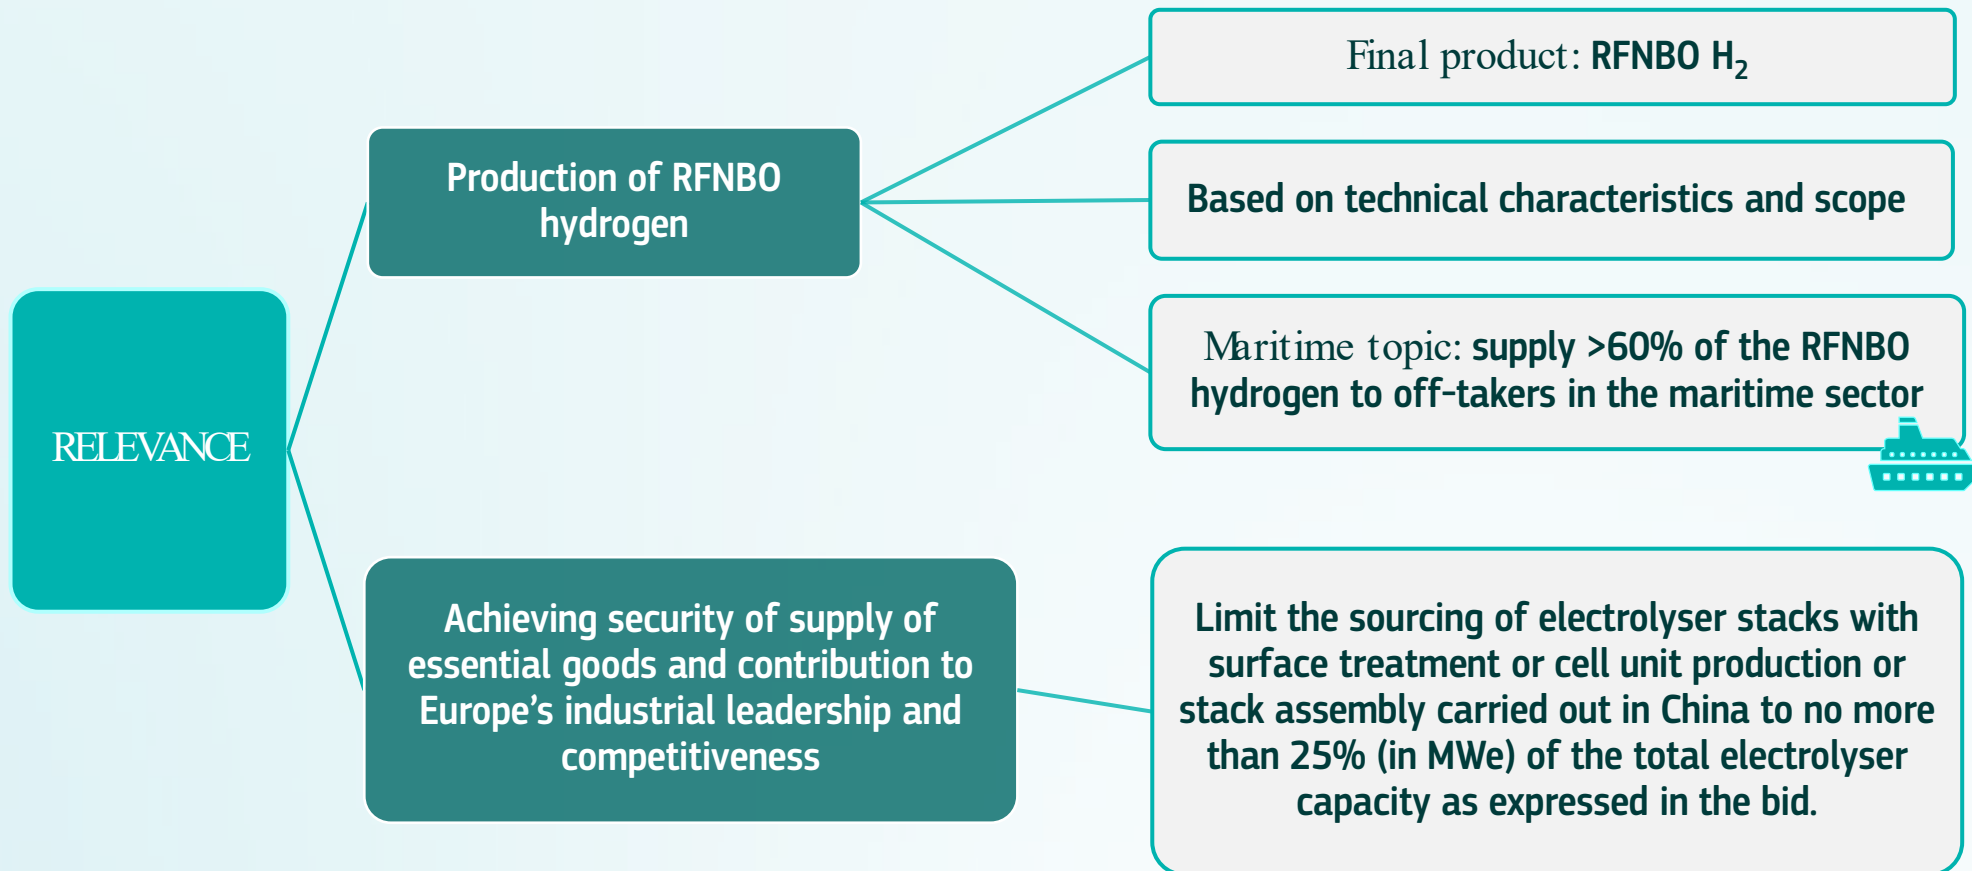 RELEVANCE
Production of RFNBO
hydrogen
Final product: RFNBO H₂
Based on technical characteristics and scope
Maritime topic: supply >60% of the RFNBO
hydrogen to off-takers in the maritime sector
Achieving security of supply of
essential goods and contribution to
Europe’s industrial leadership and
competitiveness
Limit the sourcing of electrolyser stacks with
surface treatment or cell unit production or
stack assembly carried out in China to no more
than 25% (in MWe) of the total electrolyser
capacity as expressed in the bid.